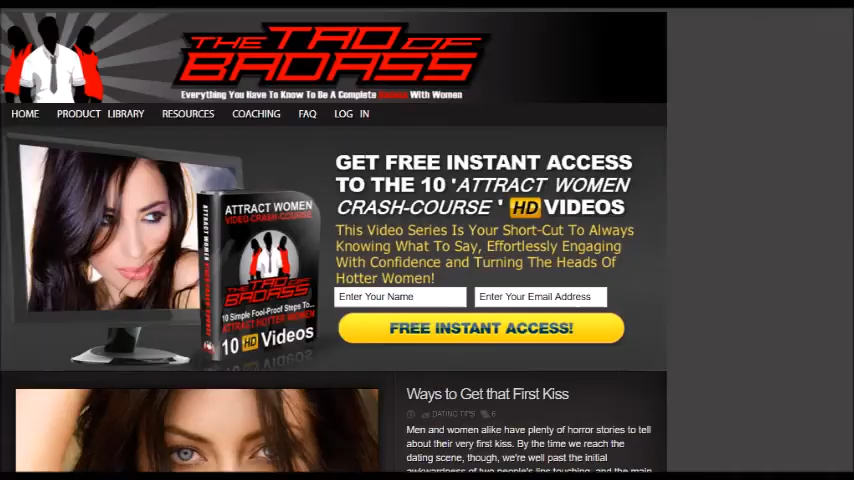 THE TAO OF
BADASS
Everything You Have To Know To Be A Complete Badass With Women
HOME PRODUCT LIBRARY RESOURCES COACHING FAQ LOG IN
GET FREE INSTANT ACCESS
TO THE 10 'ATTRACT WOMEN
CRASH-COURSE ' HD VIDEOS
This Video Series Is Your Short-Cut To Always
Knowing What To Say, Effortlessly Engaging
With Confidence and Turning The Heads Of
Hotter Women!
Enter Your Name Enter Your Email Address
FREE INSTANT ACCESS!
ATTRACT WOMEN
VIDEO CRASH-COURSE
THE TAO OF
BADASS
10 Simple Fool-Proof Steps To...
ATTRACT HOTTER WOMEN
10 HD Videos
ATTRACT WOMEN
Ways to Get that First Kiss
DATING TIPS 6
Men and women alike have plenty of horror stories to tell
about their very first kiss. By the time we reach the
dating scene, though, we're well past the initial
awkwardness of two people's lips touching, and the main